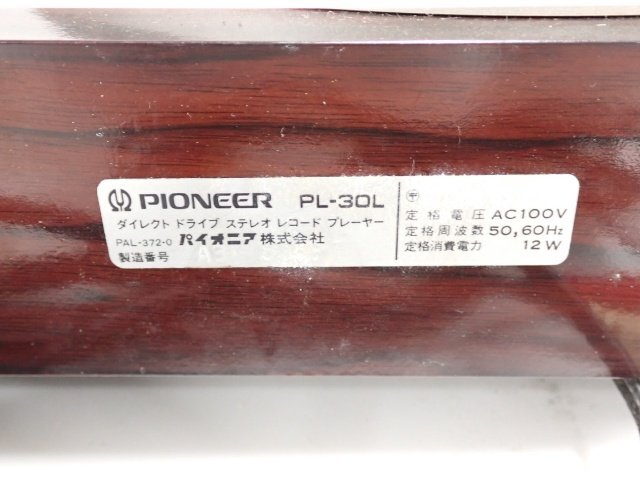 PIONEER PL-30L
ダイレクト ドライブ ステレオ レコード プレーヤー
PAL-372-0 パイオニア株式会社
製造番号
〒
定格電圧 AC100V
定格周波数 50,60Hz
定格消費電力 12W